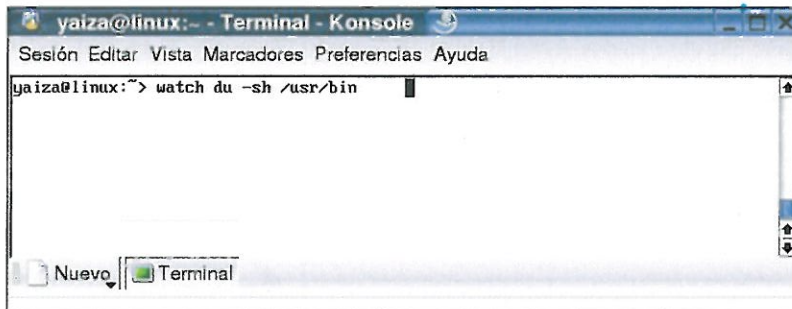 yaiza@linux:~ - Terminal - Konsole
Sesión Editar Vista Marcadores Preferencias Ayuda
yaiza@linux:~> watch du -sh /usr/bin
Nuevo Terminal